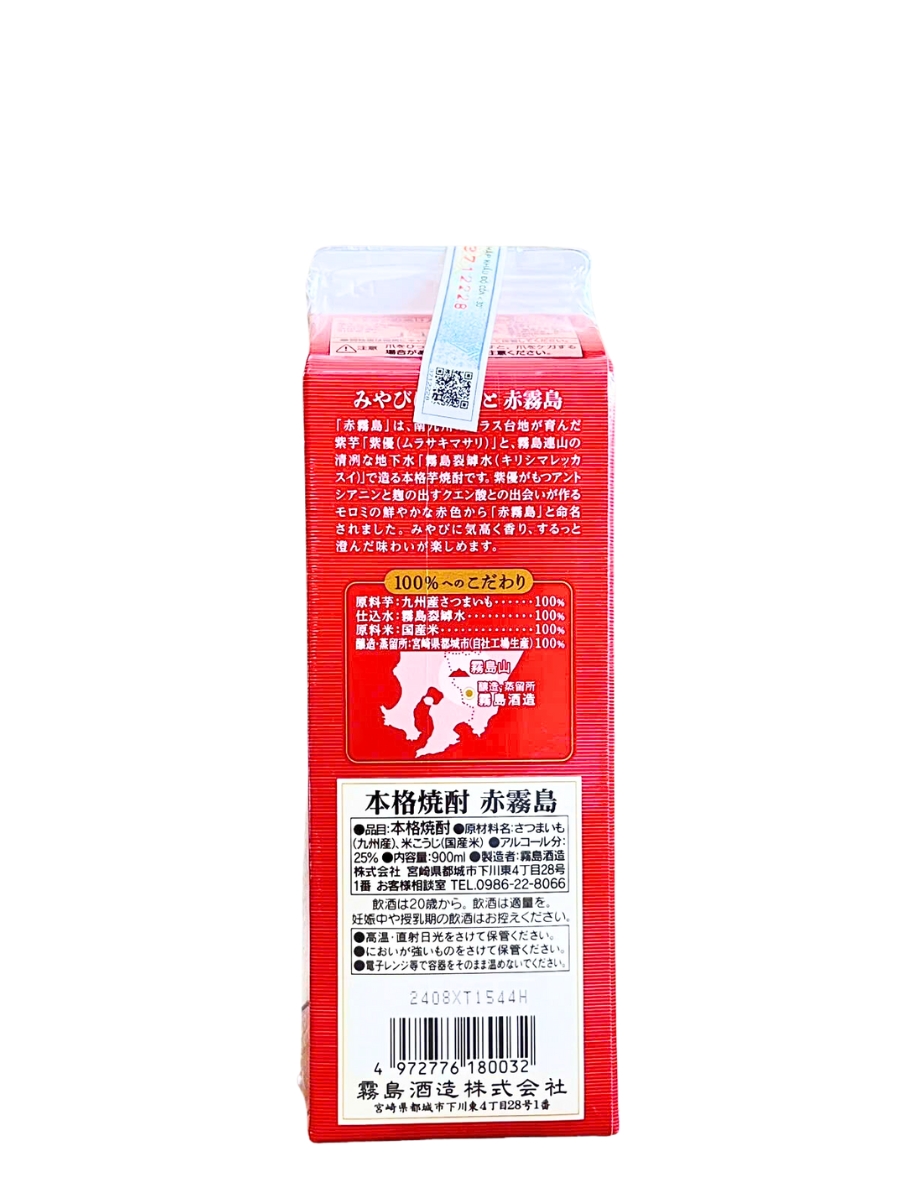 3712228
⚠注意
みやび
と 赤霧島
「赤霧島」は、南九州
ラス台地が育んだ
紫芋「紫優(ムラサキマサリ)」と、霧島連山の
清冽な地下水「霧島裂罅水(キリシマレッカ
スイ)」で造る本格芋焼酎です。紫優がもつアント
シアニンと麹の出すクエン酸との出会いが作る
モロミの鮮やかな赤色から「赤霧島」と命名
されました。みやびに気高く香り、するっと
澄んだ味わいが楽しめます。
100%へのこだわり
原料芋:九州産さつまいも······100%
仕込水:霧島裂罅水··········100%
原料米:国産米·············100%
醸造·蒸留所:宮崎県都城市(自社工場生産)100%
霧島山
醸造·蒸留所
霧島酒造
本格焼酎 赤霧島
●品目:本格焼酎 ●原材料名:さつまいも
(九州産)、米こうじ(国産米) ●アルコール分:
25% ●内容量:900ml ●製造者:霧島酒造
株式会社 宮崎県都城市下川東4丁目28号
1番 お客様相談室 TEL.0986-22-8066
飲酒は20歳から。飲酒は適量を。
妊娠中や授乳期の飲酒はお控えください。
●高温·直射日光をさけて保管ください。
●においが強いものをさけて保管ください。
●電子レンジ等で容器をそのまま温めないでください。
2408XT1544H
4 972776 180032
霧島酒造株式会社
宮崎県都城市下川東4丁目28号1番